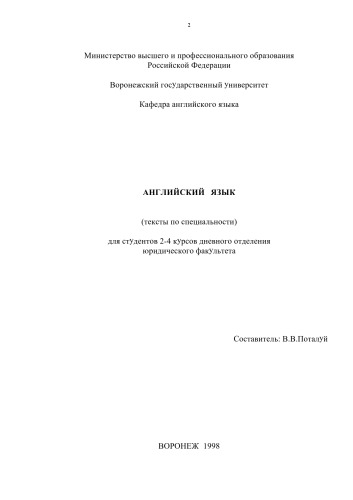 2
Министерство высшего и профессионального образования
Российской Федерации
Воронежский государственный университет
Кафедра английского языка
АНГЛИЙСКИЙ ЯЗЫК
(тексты по специальности)
для студентов 2-4 курсов дневного отделения
юридического факультета
Составитель: В.В.Поталуй
ВОРОНЕЖ 1998